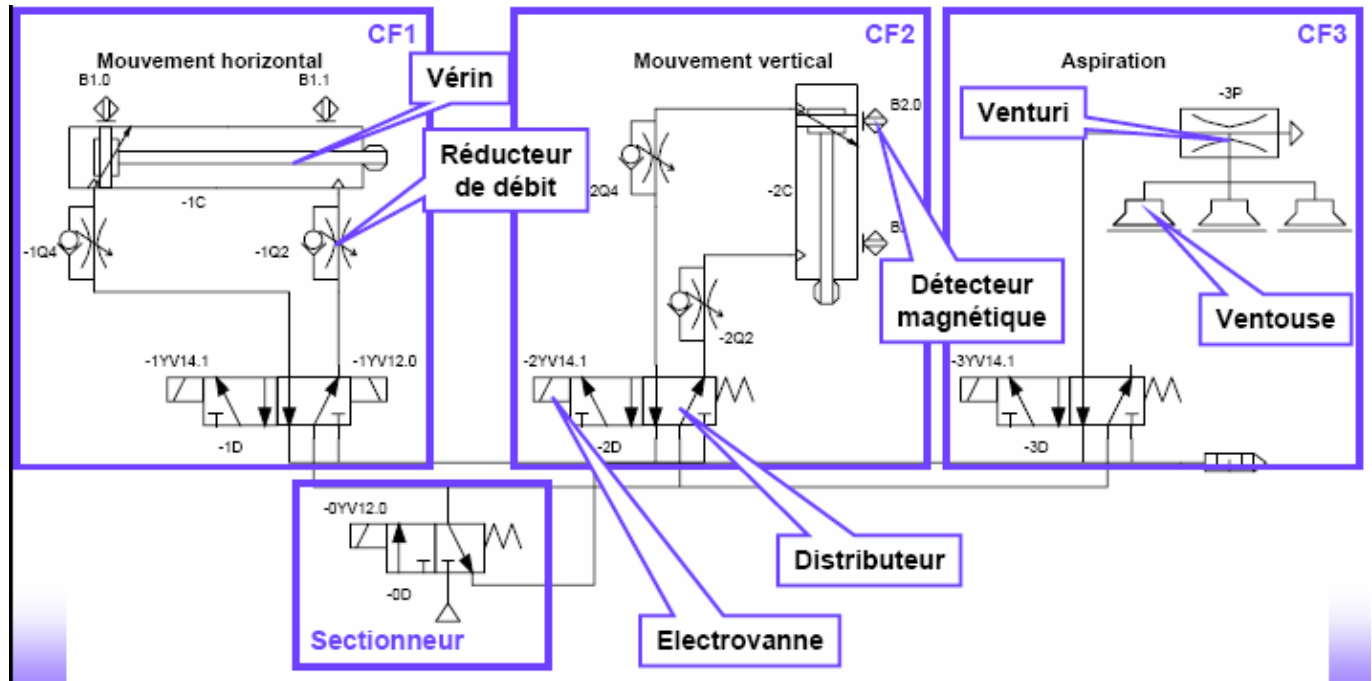 CF1
Mouvement horizontal
B1.0
B1.1
Vérin
Réducteur
de débit
-1C
-1Q4
-1Q2
-1YV14.1
-1YV12.0
-1D
CF2
Mouvement vertical
B2.0
2Q4
-2C
B
Détecteur
magnétique
-2Q2
-2YV14.1
-2D
CF3
Aspiration
-3P
Venturi
Ventouse
-3YV14.1
-3D
-0YV12.0
-0D
Sectionneur
Distributeur
Electrovanne